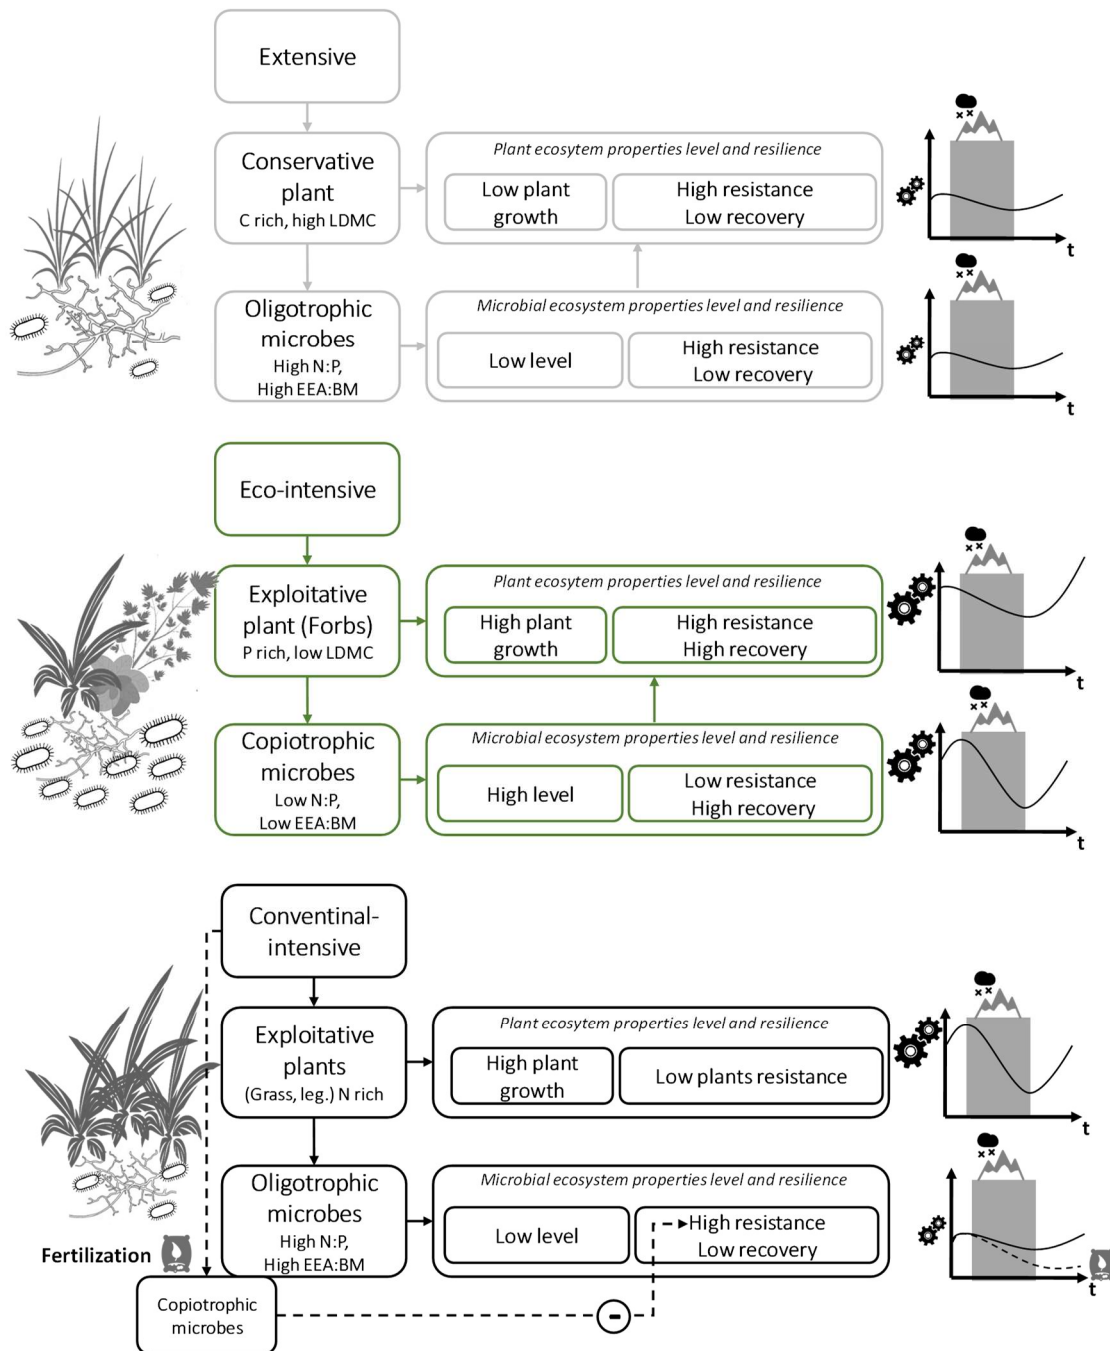 Extensive
Conservative
plant
C rich, high LDMC
Plant ecosytem properties level and resilience
Low plant
growth
High resistance
Low recovery
t
Oligotrophic
microbes
High N:P,
High EEA:BM
Microbial ecosystem properties level and resilience
Low level
High resistance
Low recovery
t
Eco-intensive
Exploitative
plant (Forbs)
P rich, low LDMC
Plant ecosytem properties level and resilience
High plant
growth
High resistance
High recovery
t
Copiotrophic
microbes
Low N:P,
Low EEA:BM
Microbial ecosystem properties level and resilience
High level
Low resistance
High recovery
t
Conventinal-
intensive
Exploitative
plants
(Grass, leg.) N rich
Plant ecosytem properties level and resilience
High plant
growth
Low plants resistance
t
Oligotrophic
microbes
High N:P,
High EEA:BM
Microbial ecosystem properties level and resilience
Low level
High resistance
Low recovery
t
Fertilization
Copiotrophic
microbes
-